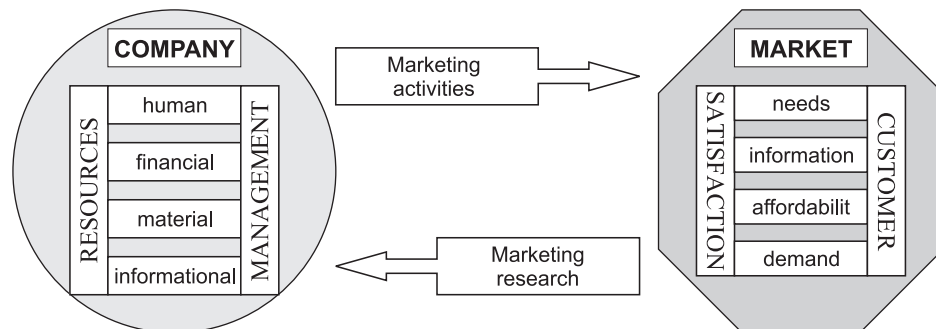 COMPANY
RESOURCES
human
financial
material
informational
MANAGEMENT
Marketing
activities
Marketing
research
MARKET
SATISFACTION
needs
information
affordabilit
demand
CUSTOMER